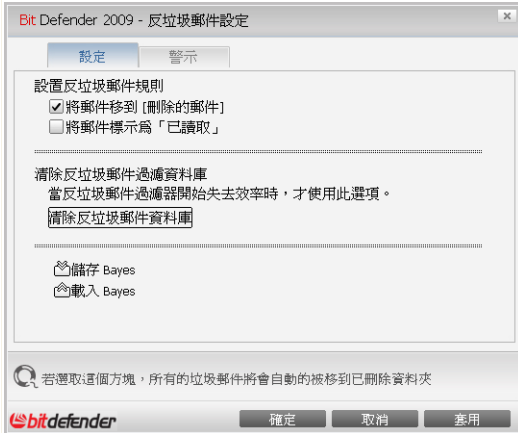 Bit Defender 2009 - 反垃圾郵件設定
設定
警示
設置反垃圾郵件規則
將郵件移到 [刪除的郵件]
將郵件標示爲「已讀取」
清除反垃圾郵件過濾資料庫
當反垃圾郵件過濾器開始失去效率時，才使用此選項。
清除反垃圾郵件資料庫
儲存 Bayes
載入 Bayes
若選取這個方塊，所有的垃圾郵件將會自動的被移到已刪除資料夾
bitdefender
確定
取消
套用